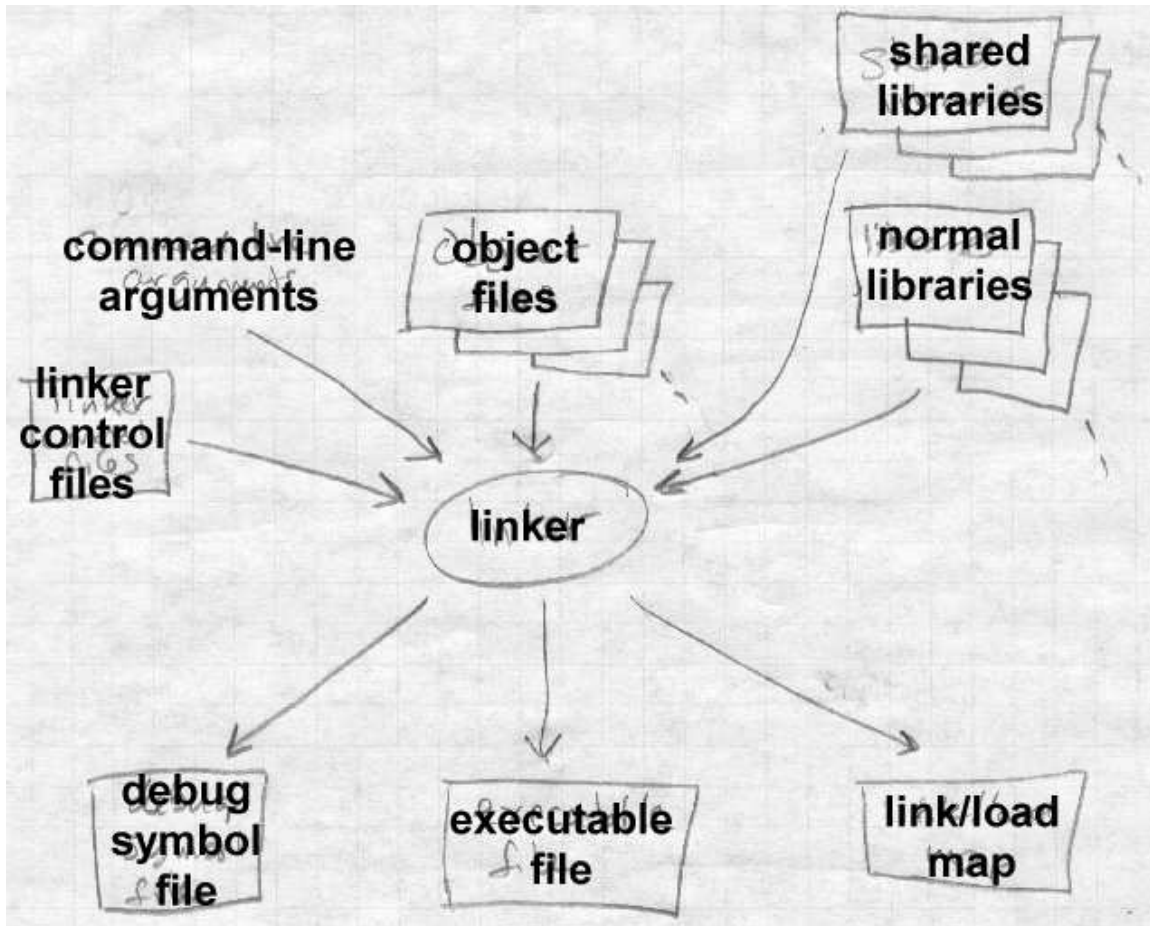 shared
libraries
command-line
arguments
object
files
normal
libraries
linker
control
files
linker
debug
symbol
file
executable
file
link/load
map